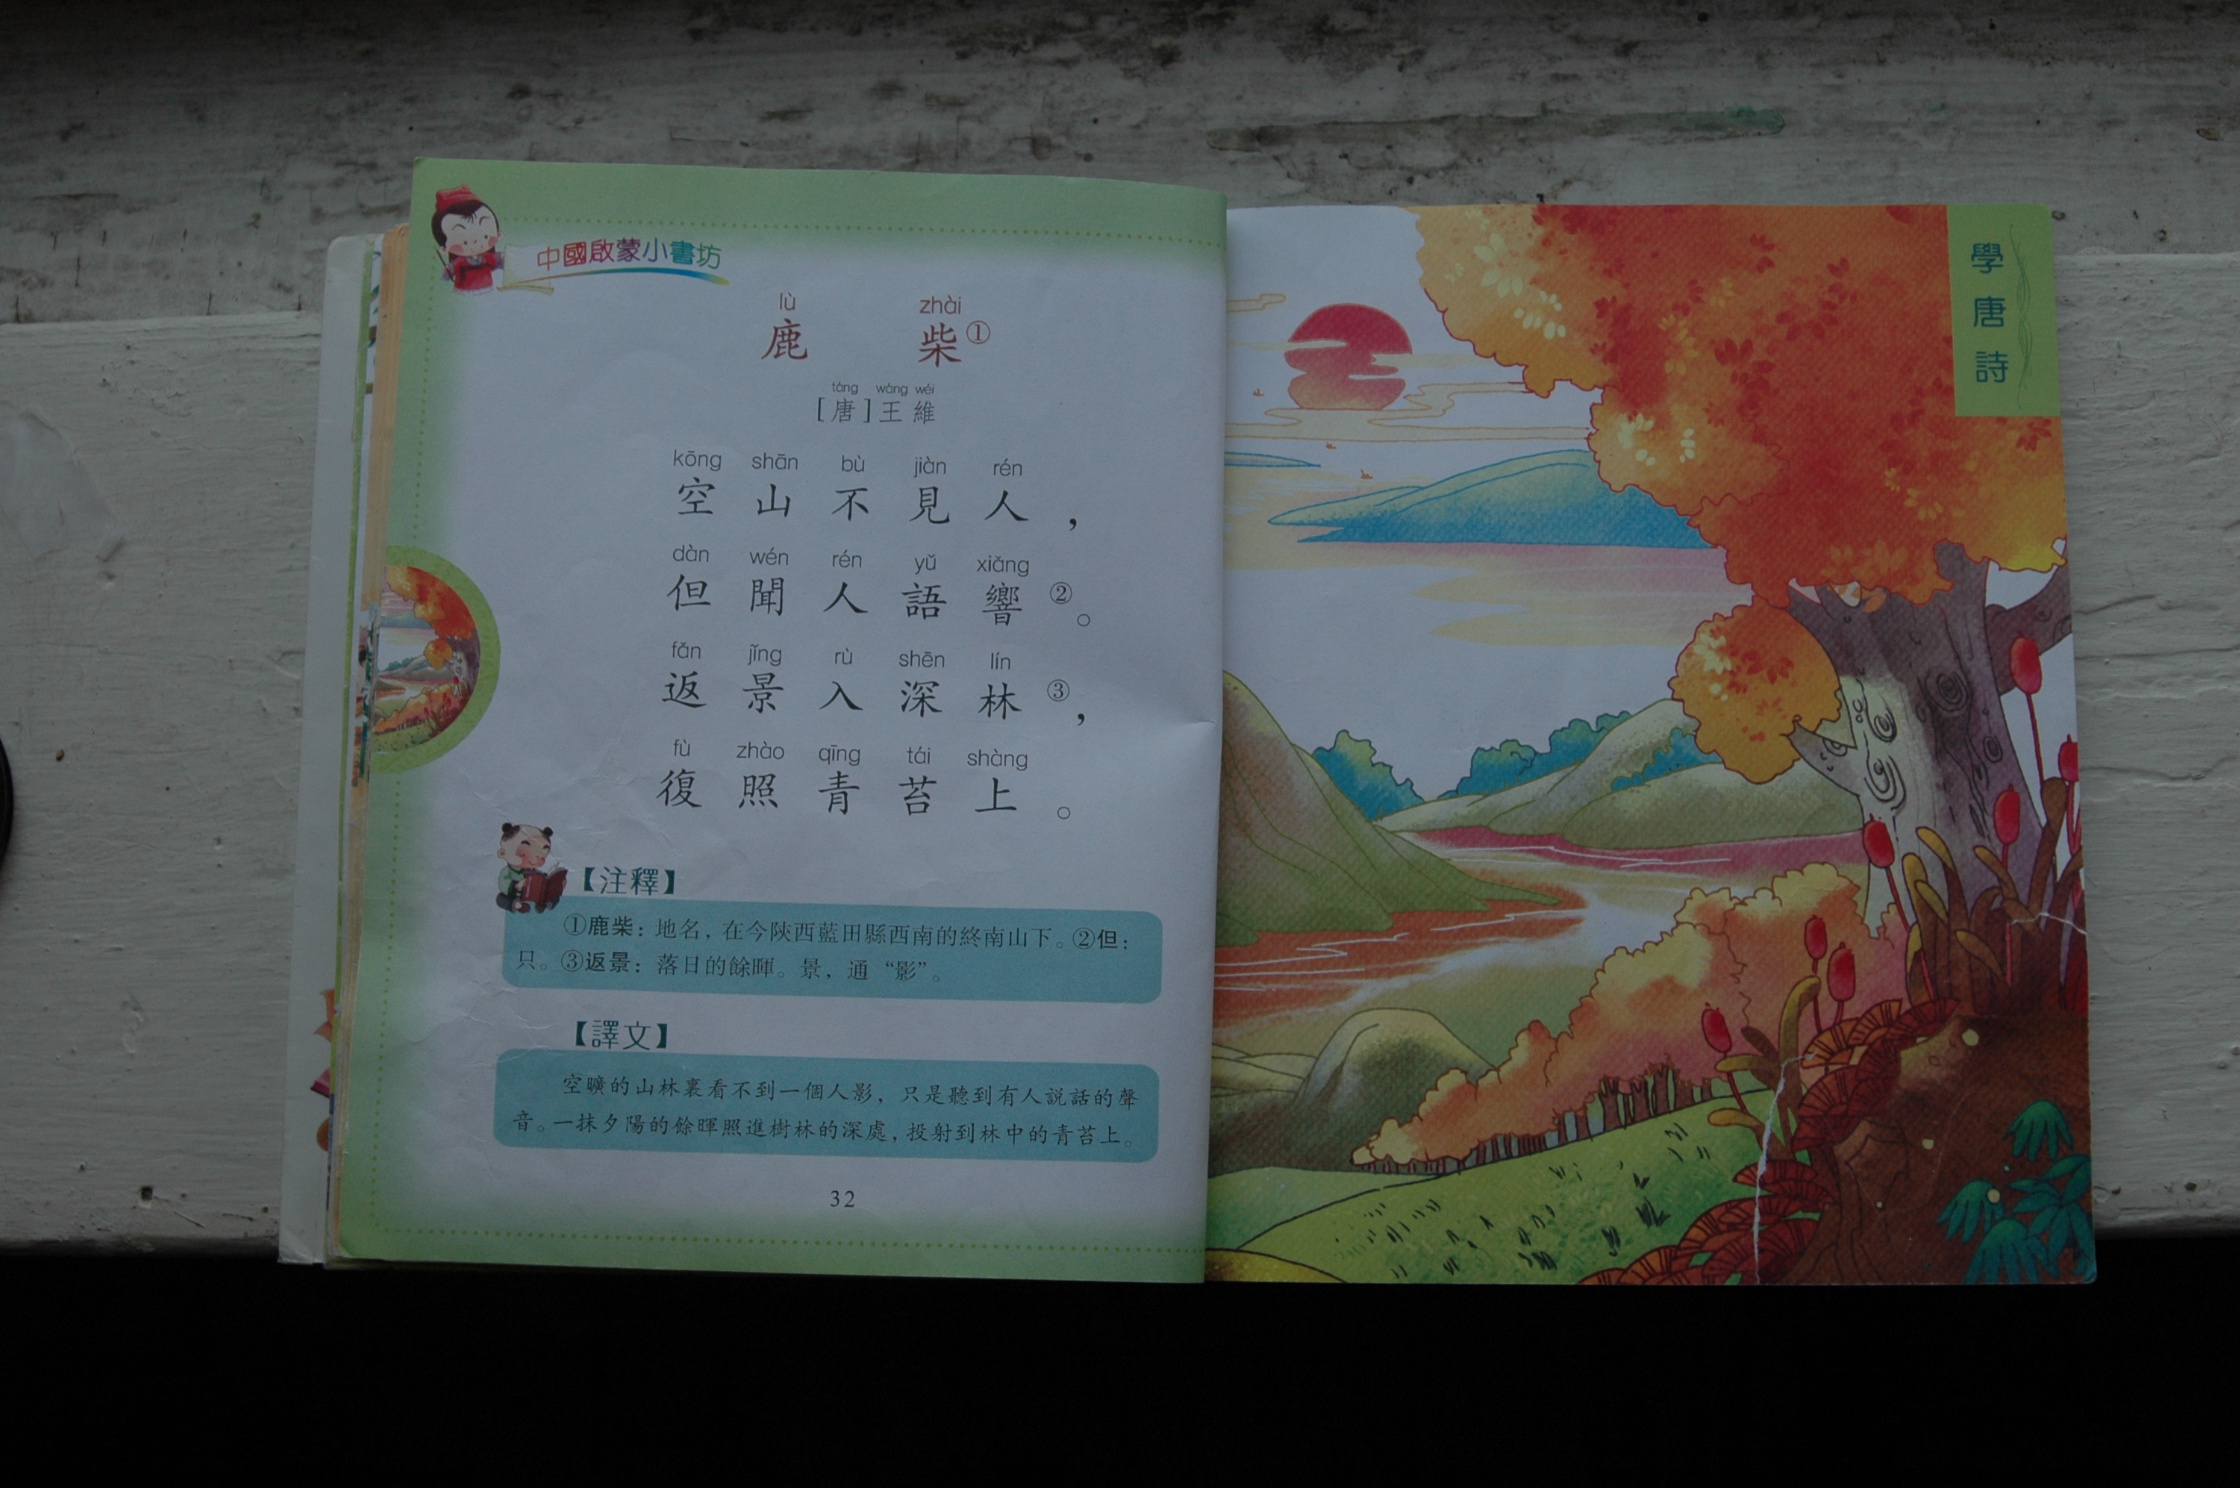 中國啟蒙小書坊
lù zhài
鹿 柴①
táng wáng wéi
[唐]王維
kōng shān bù jiàn rén
空山不見人，
dàn wén rén yǔ xiǎng
但聞人語響②。
fǎn jǐng rù shēn lín
返景入深林③，
fù zhào qīng tái shàng
復照青苔上。
【注釋】
①鹿柴：地名，在今陝西藍田縣西南的終南山下。②但：
只。③返景：落日的餘暉。景，通“影”。
【譯文】
空曠的山林裏看不到一個人影，只是聽到有人説話的聲
音。一抹夕陽的餘暉照進樹林的深處，投射到林中的青苔上。
32
學唐詩